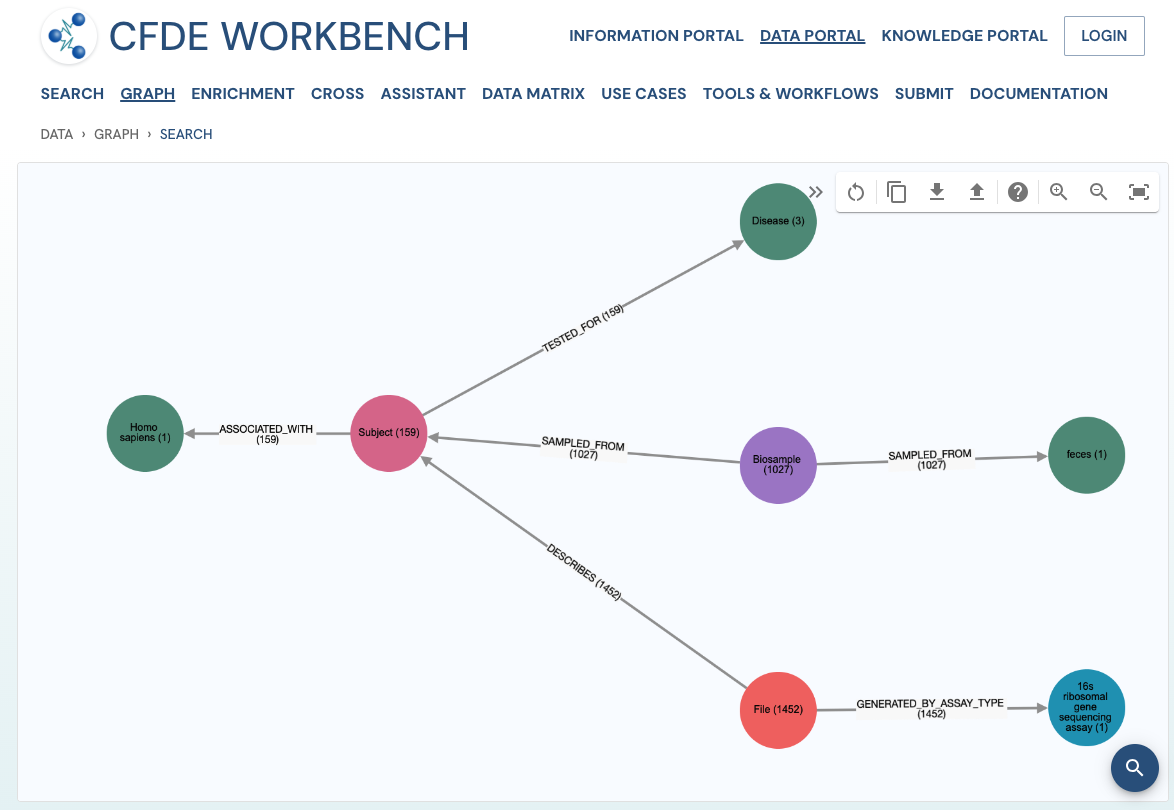 CFDE WORKBENCH
INFORMATION PORTAL
DATA PORTAL
KNOWLEDGE PORTAL
LOGIN
SEARCH
GRAPH
ENRICHMENT
CROSS
ASSISTANT
DATA MATRIX
USE CASES
TOOLS & WORKFLOWS
SUBMIT
DOCUMENTATION
DATA › GRAPH › SEARCH
Disease (3)
TESTED_FOR (159)
Homo
sapiens (1)
ASSOCIATED_WITH
(159)
Subject (159)
SAMPLED_FROM
(1027)
Biosample
(1027)
SAMPLED_FROM
(1027)
feces (1)
DESCRIBES (1452)
File (1452)
GENERATED_BY_ASSAY_TYPE
(1452)
16s
ribosomal
gene
sequencing
assay (1)